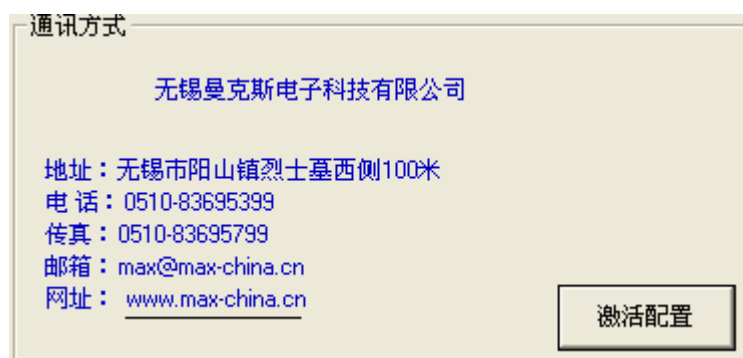 通讯方式
无锡曼克斯电子科技有限公司
地址：无锡市阳山镇烈士墓西侧100米
电 话：0510-83695399
传真：0510-83695799
邮箱：max@max-china.cn
网址： www.max-china.cn
激活配置